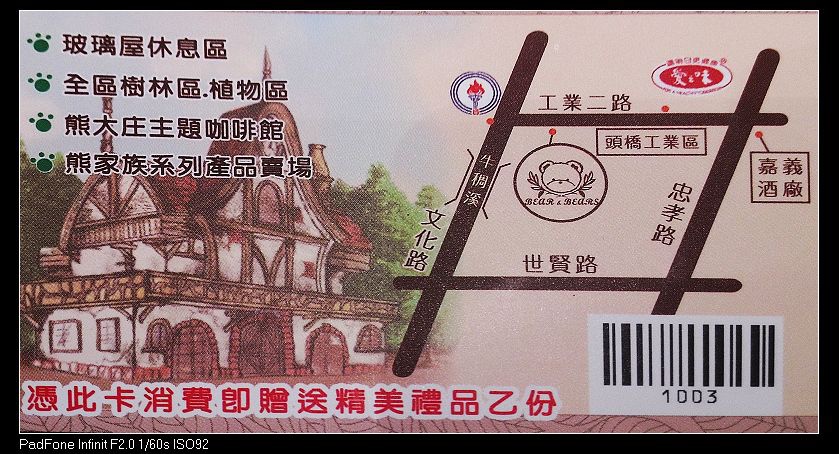 玻璃屋休息區
全區樹林區.植物區
熊大庄主題咖啡館
熊家族系列產品賣場
工業二路
愛之味
頭橋工業區
嘉義
酒廠
牛稠溪
BEAR & BEARS
文化路
忠孝路
世賢路
1003
憑此卡消費即贈送精美禮品乙份
PadFone Infinit F2.0 1/60s ISO92